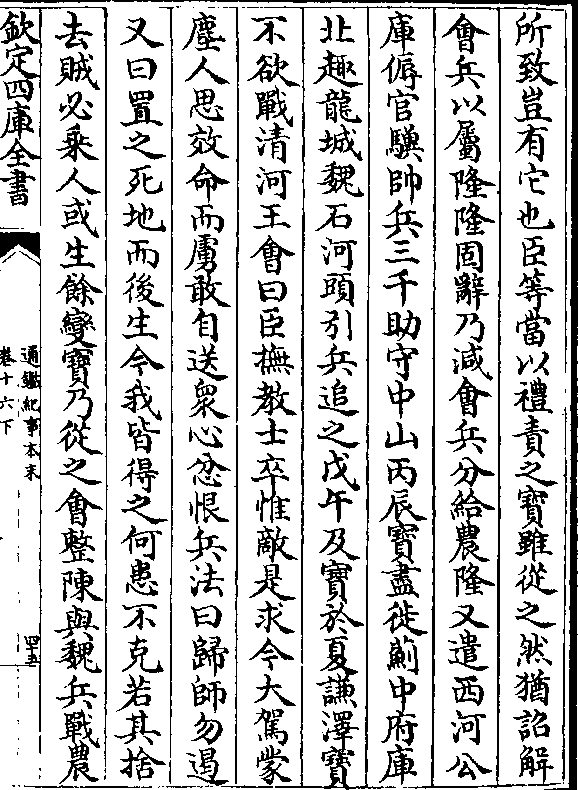 所致豈有它也臣等當以禮責之寶雖從之然猶詔解
會兵以屬隆隆固辭乃減會兵分給農隆又遣西河公
庫傉官驥帥兵三千助守中山丙辰寶盡徙薊中府庫
北趣龍城魏石河頭引兵追之戊午及寶於夏謙澤寶
不欲戰清河王會曰臣撫教士卒惟敵是求今大駕蒙
塵人思效命而虜敢自送衆心忿恨兵法曰歸師勿遏
又曰置之死地而後生今我皆得之何患不克若其捨
去賊必乗人或生餘變寶乃從之會整陳與魏兵戰農
欽定四庫全書
通鑑紀事本末
卷十六下
四十五